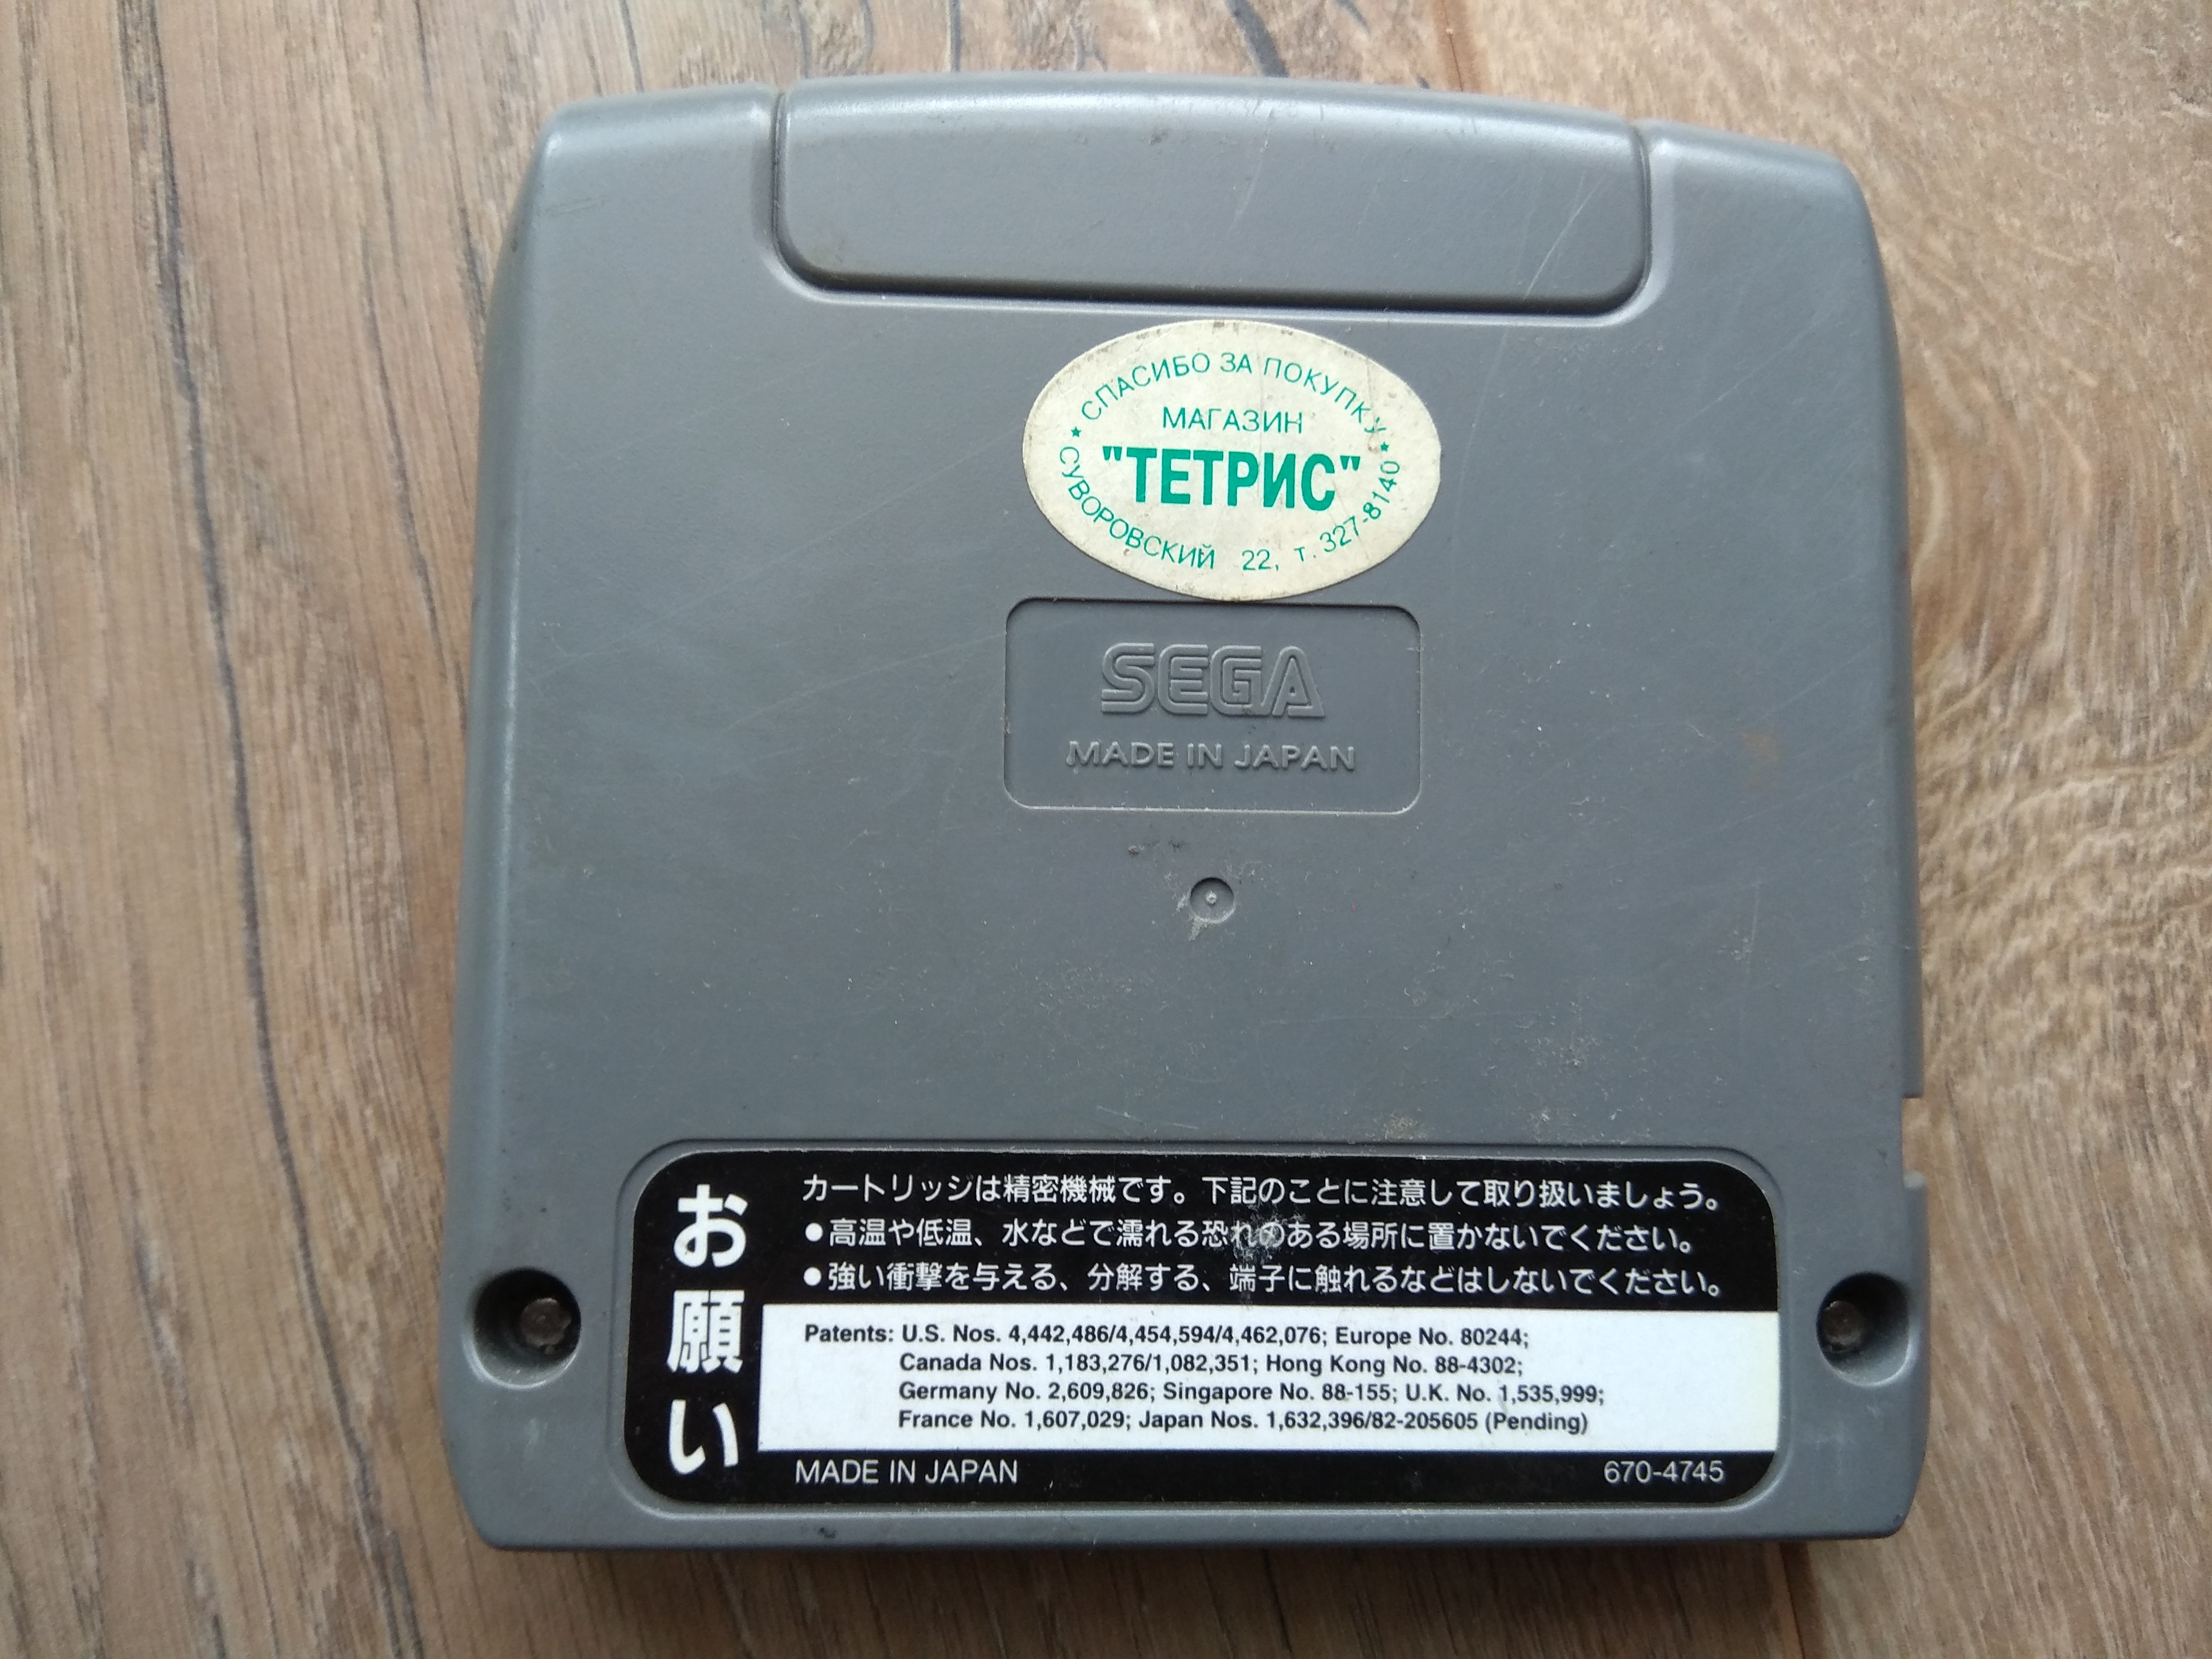 ★ СПАСИБО ЗА ПОКУПКУ ★
МАГАЗИН
"ТЕТРИС"
СУВОРОВСКИЙ 22, т. 327-8140
SEGA
MADE IN JAPAN
お願い
カートリッジは精密機械です。下記のことに注意して取り扱いましょう。
●高温や低温、水などで濡れる恐れのある場所に置かないでください。
●強い衝撃を与える、分解する、端子に触れるなどはしないでください。
Patents: U.S. Nos. 4,442,486/4,454,594/4,462,076; Europe No. 80244;
Canada Nos. 1,183,276/1,082,351; Hong Kong No. 88-4302;
Germany No. 2,609,826; Singapore No. 88-155; U.K. No. 1,535,999;
France No. 1,607,029; Japan Nos. 1,632,396/82-205605 (Pending)
MADE IN JAPAN 670-4745